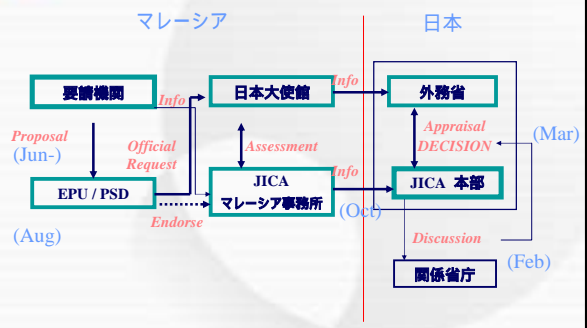 マレーシア
日本
要請機関
Info
日本大使館
Info
外務省
Proposal
(Jun-)
Official
Request
Assessment
Appraisal
DECISION
(Mar)
EPU / PSD
Endorse
JICA
マレーシア事務所
Info
(Oct)
JICA 本部
(Aug)
Discussion
(Feb)
関係省庁